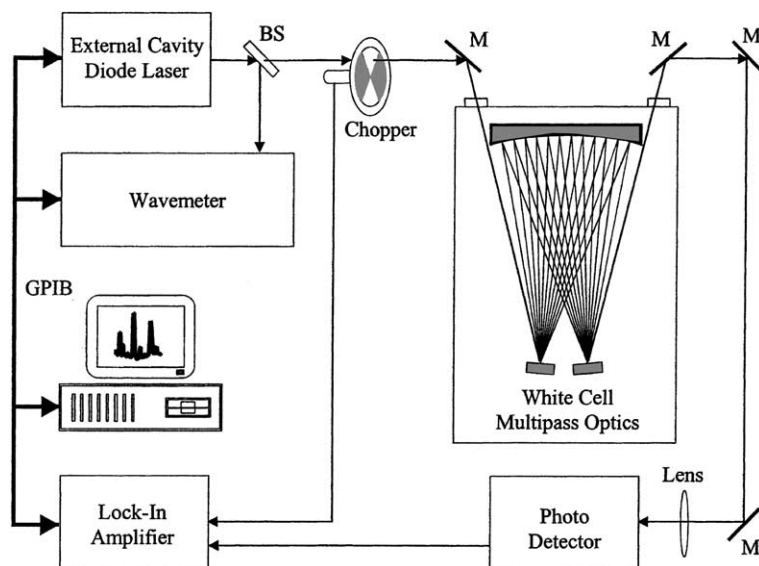 External Cavity
Diode Laser
BS
Chopper
M
M
M
Wavemeter
GPIB
White Cell
Multipass Optics
Lens
Lock-In
Amplifier
Photo
Detector
M